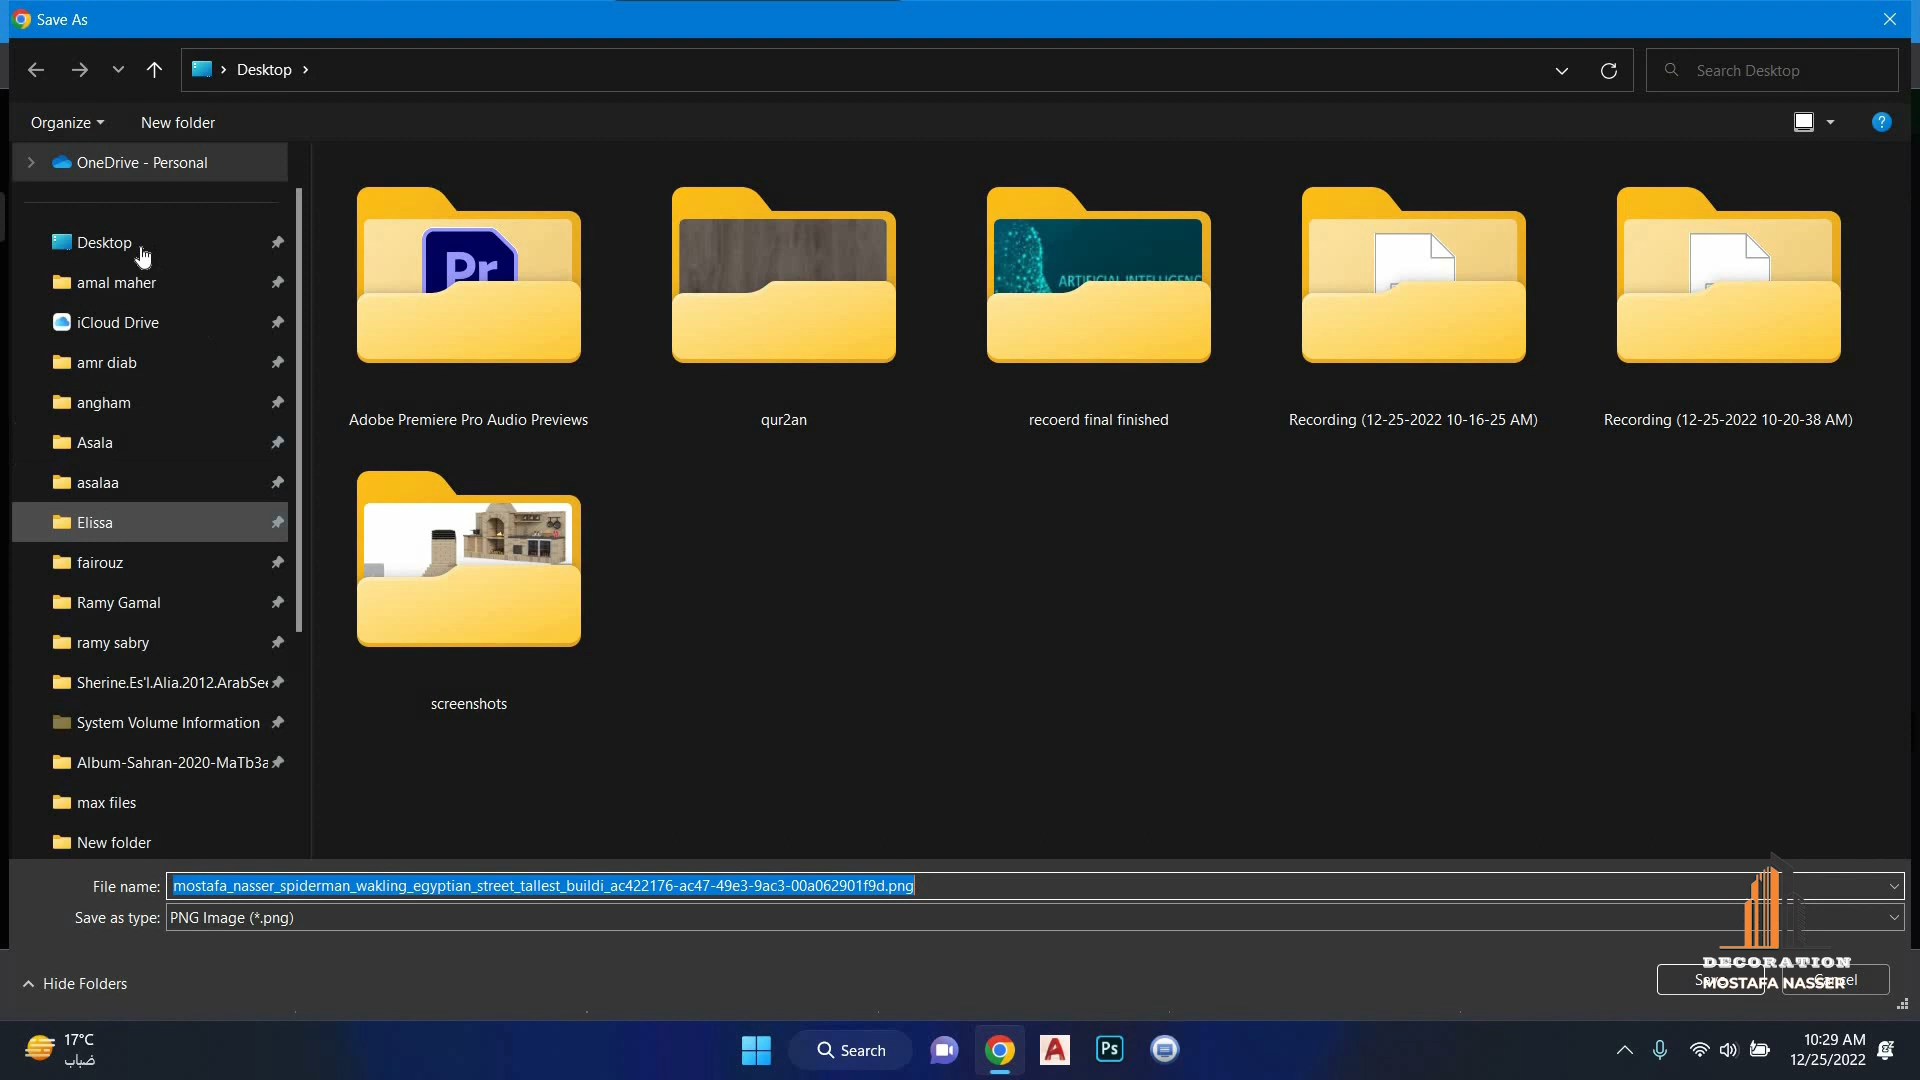 Save As
Desktop
Search Desktop
Organize
New folder
OneDrive - Personal
Desktop
amal maher
iCloud Drive
amr diab
angham
Asala
asalaa
Elissa
fairouz
Ramy Gamal
ramy sabry
Sherine.Es'l.Alia.2012.ArabSee
System Volume Information
Album-Sahran-2020-MaTb3a
max files
New folder
Pr
ARTIFICIAL INTELLIGENC
Adobe Premiere Pro Audio Previews
qur2an
recoerd final finished
Recording (12-25-2022 10-16-25 AM)
Recording (12-25-2022 10-20-38 AM)
screenshots
File name: mostafa_nasser_spiderman_wakling_egyptian_street_tallest_buildi_ac422176-ac47-49e3-9ac3-00a062901f9d.png
Save as type: PNG Image (*.png)
DECORATION
MOSTAFA NASSER
Hide Folders
17°C
ضباب
Search
A
Ps
10:29 AM
12/25/2022